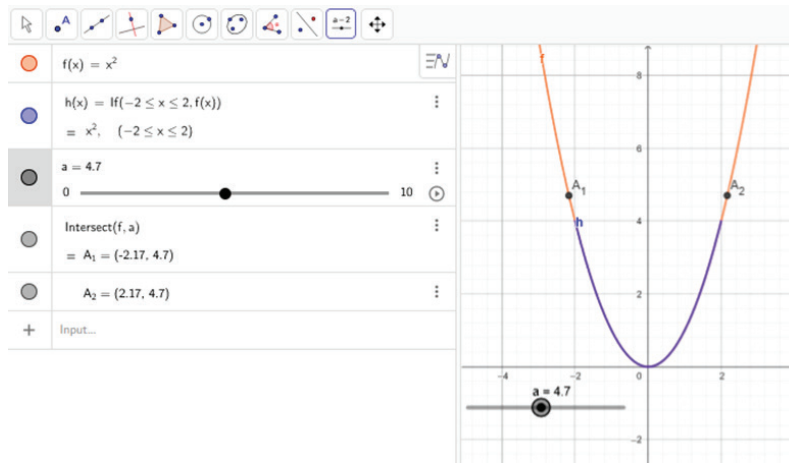 A
a=2
f(x) = x²
h(x) = If(−2 ≤ x ≤ 2, f(x))
= x², (−2 ≤ x ≤ 2)
a = 4.7
0 10
Intersect(f, a)
= A₁ = (-2.17, 4.7)
A₂ = (2.17, 4.7)
+ Input...
f
8
6
A₁ A₂
4
h
2
-4 -2 0 2
a = 4.7
-2